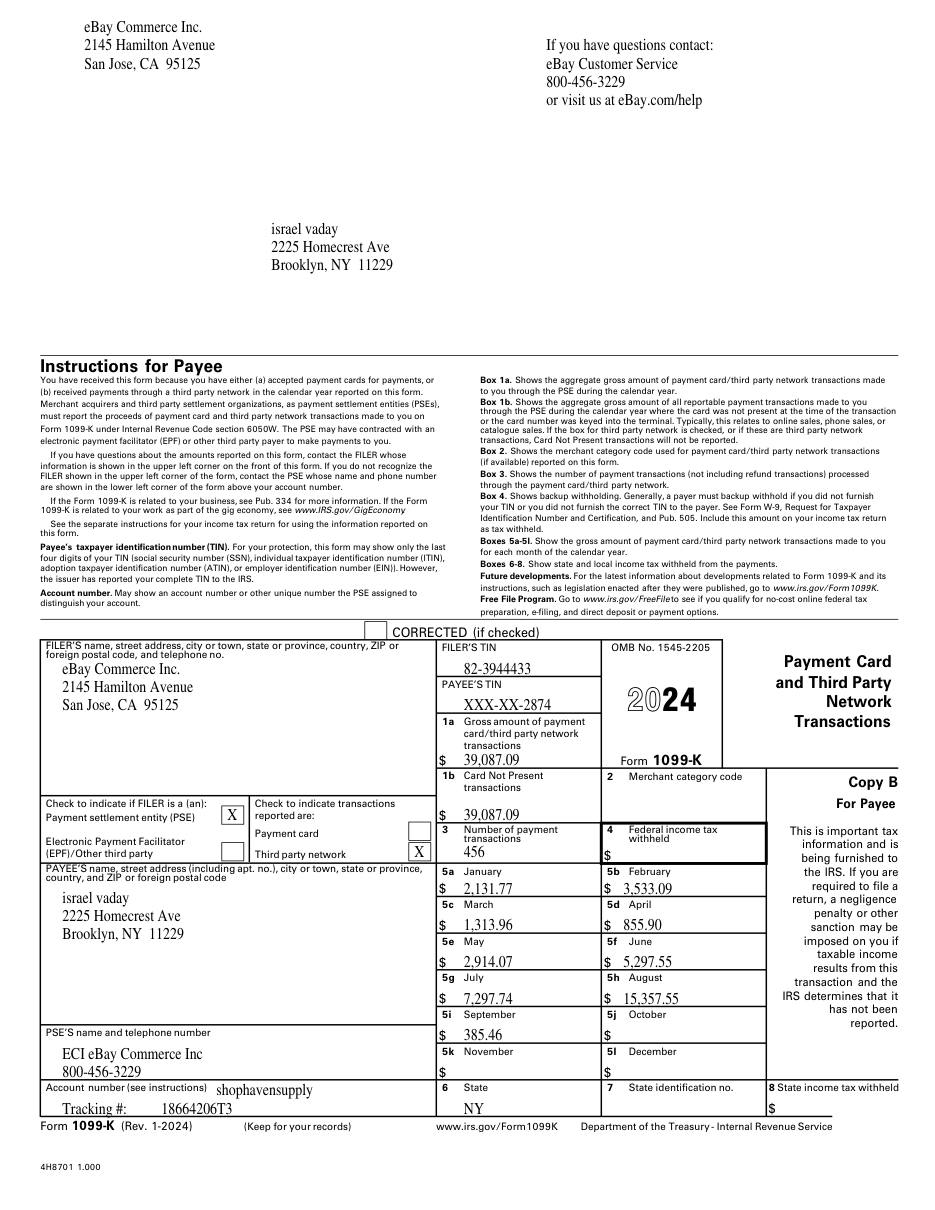 eBay Commerce Inc.
2145 Hamilton Avenue
San Jose, CA 95125
If you have questions contact:
eBay Customer Service
800-456-3229
or visit us at eBay.com/help
israel vaday
2225 Homecrest Ave
Brooklyn, NY 11229
Instructions for Payee
You have received this form because you have either (a) accepted payment cards for payments, or
(b) received payments through a third party network in the calendar year reported on this form.
Merchant acquirers and third party settlement organizations, as payment settlement entities (PSEs),
must report the proceeds of payment card and third party network transactions made to you on
Form 1099-K under Internal Revenue Code section 6050W. The PSE may have contracted with an
electronic payment facilitator (EPF) or other third party payer to make payments to you.
If you have questions about the amounts reported on this form, contact the FILER whose
information is shown in the upper left corner on the front of this form. If you do not recognize the
FILER shown in the upper left corner of the form, contact the PSE whose name and phone number
are shown in the lower left corner of the form above your account number.
If the Form 1099-K is related to your business, see Pub. 334 for more information. If the Form
1099-K is related to your work as part of the gig economy, see www.IRS.gov/GigEconomy
See the separate instructions for your income tax return for using the information reported on
this form.
Payee's taxpayer identification number (TIN). For your protection, this form may show only the last
four digits of your TIN (social security number (SSN), individual taxpayer identification number (ITIN),
adoption taxpayer identification number (ATIN), or employer identification number (EIN)). However,
the issuer has reported your complete TIN to the IRS.
Account number. May show an account number or other unique number the PSE assigned to
distinguish your account.
Box 1a. Shows the aggregate gross amount of payment card/third party network transactions made
to you through the PSE during the calendar year.
Box 1b. Shows the aggregate gross amount of all reportable payment transactions made to you
through the PSE during the calendar year where the card was not present at the time of the transaction
or the card number was keyed into the terminal. Typically, this relates to online sales, phone sales, or
catalogue sales. If the box for third party network is checked, or if these are third party network
transactions, Card Not Present transactions will not be reported.
Box 2. Shows the merchant category code used for payment card/third party network transactions
(if available) reported on this form.
Box 3. Shows the number of payment transactions (not including refund transactions) processed
through the payment card/third party network.
Box 4. Shows backup withholding. Generally, a payer must backup withhold if you did not furnish
your TIN or you did not furnish the correct TIN to the payer. See Form W-9, Request for Taxpayer
Identification Number and Certification, and Pub. 505. Include this amount on your income tax return
as tax withheld.
Boxes 5a-5l. Show the gross amount of payment card/third party network transactions made to you
for each month of the calendar year.
Boxes 6-8. Show state and local income tax withheld from the payments.
Future developments. For the latest information about developments related to Form 1099-K and its
instructions, such as legislation enacted after they were published, go to www.irs.gov/Form1099K.
Free File Program. Go to www.irs.gov/FreeFile to see if you qualify for no-cost online federal tax
preparation, e-filing, and direct deposit or payment options.
CORRECTED (if checked)
FILER'S name, street address, city or town, state or province, country, ZIP or
foreign postal code, and telephone no.
eBay Commerce Inc.
2145 Hamilton Avenue
San Jose, CA 95125
FILER'S TIN
82-3944433
PAYEE'S TIN
XXX-XX-2874
1a Gross amount of payment
card/third party network
transactions
$ 39,087.09
OMB No. 1545-2205
2024
Form 1099-K
Payment Card
and Third Party
Network
Transactions
1b Card Not Present
transactions
$ 39,087.09
2 Merchant category code
Copy B
For Payee
This is important tax
information and is
being furnished to
the IRS. If you are
required to file a
return, a negligence
penalty or other
sanction may be
imposed on you if
taxable income
results from this
transaction and the
IRS determines that it
has not been
reported.
Check to indicate if FILER is a (an):
Payment settlement entity (PSE) X
Electronic Payment Facilitator
(EPF)/Other third party
Check to indicate transactions
reported are:
Payment card
Third party network X
3 Number of payment
transactions
456
4 Federal income tax
withheld
$
PAYEE'S name, street address (including apt. no.), city or town, state or province,
country, and ZIP or foreign postal code
israel vaday
2225 Homecrest Ave
Brooklyn, NY 11229
5a January
$ 2,131.77
5b February
$ 3,533.09
5c March
$ 1,313.96
5d April
$ 855.90
5e May
$ 2,914.07
5f June
$ 5,297.55
5g July
$ 7,297.74
5h August
$ 15,357.55
5i September
$ 385.46
5j October
$
5k November
$
5l December
$
PSE'S name and telephone number
ECI eBay Commerce Inc
800-456-3229
Account number (see instructions) shophavensupply
Tracking #: 18664206T3
6 State
NY
7 State identification no.
8 State income tax withheld
$
Form 1099-K (Rev. 1-2024) (Keep for your records) www.irs.gov/Form1099K Department of the Treasury - Internal Revenue Service
4H8701 1.000